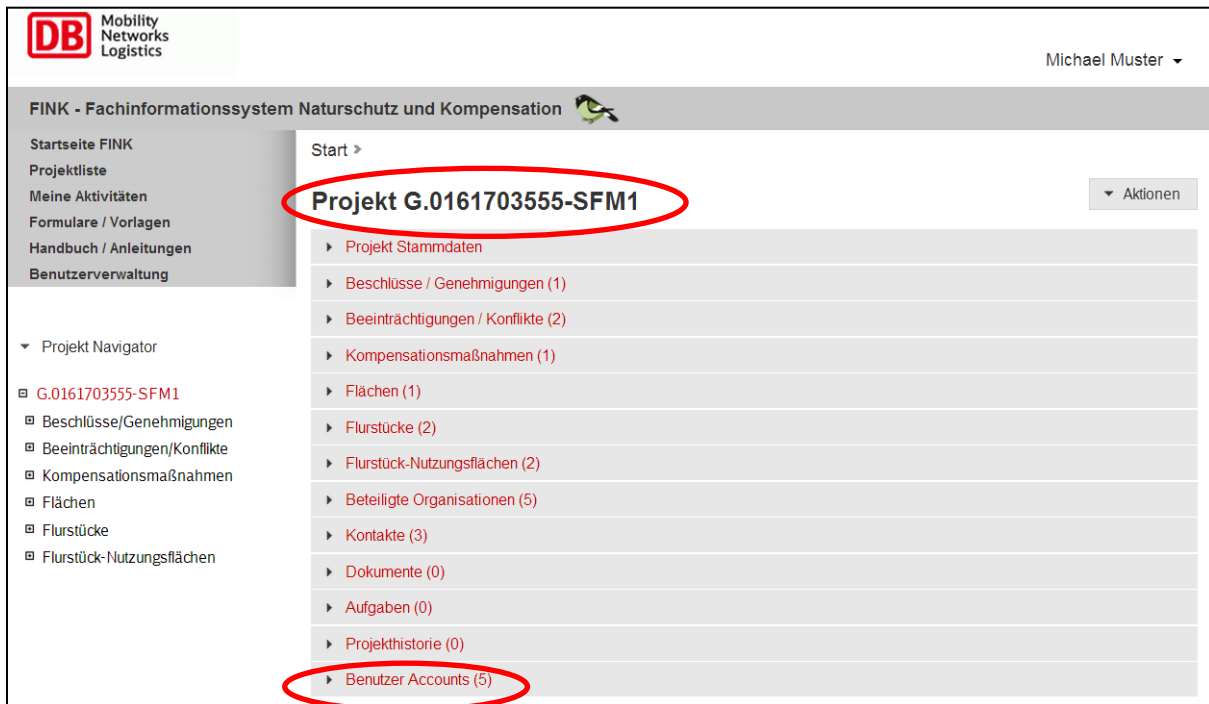 DB
Mobility
Networks
Logistics
Michael Muster
FINK - Fachinformationssystem Naturschutz und Kompensation
Startseite FINK
Projektliste
Meine Aktivitäten
Formulare / Vorlagen
Handbuch / Anleitungen
Benutzerverwaltung
Projekt Navigator
G.0161703555-SFM1
Beschlüsse/Genehmigungen
Beeinträchtigungen/Konflikte
Kompensationsmaßnahmen
Flächen
Flurstücke
Flurstück-Nutzungsflächen
Start
Projekt G.0161703555-SFM1
Aktionen
Projekt Stammdaten
Beschlüsse / Genehmigungen (1)
Beeinträchtigungen / Konflikte (2)
Kompensationsmaßnahmen (1)
Flächen (1)
Flurstücke (2)
Flurstück-Nutzungsflächen (2)
Beteiligte Organisationen (5)
Kontakte (3)
Dokumente (0)
Aufgaben (0)
Projekthistorie (0)
Benutzer Accounts (5)